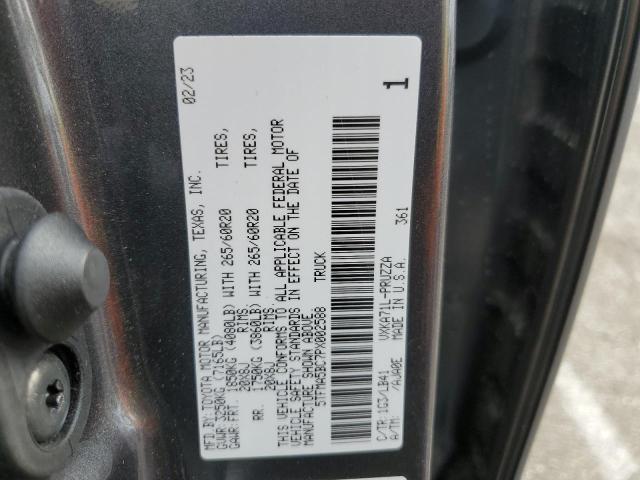 MFD.BY:TOYOTA MOTOR MANUFACTURING, TEXAS, INC. 02/23
GVWR:3250KG (7165LB)
GAWR:FRT. 1850KG (4080LB) WITH 265/60R20 TIRES,
20X8J RIMS,
RR. 1750KG (3860LB) WITH 265/60R20 TIRES,
20X8J RIMS,
THIS VEHICLE CONFORMS TO ALL APPLICABLE FEDERAL MOTOR
VEHICLE SAFETY STANDARDS IN EFFECT ON THE DATE OF
MANUFACTURE SHOWN ABOVE.
5TFMA5BC7PX002588 TRUCK
C/TR:1G3/LB41 VXKA71L-PRUZZA
A/TM: /AJA0E MADE IN U.S.A.
361
1